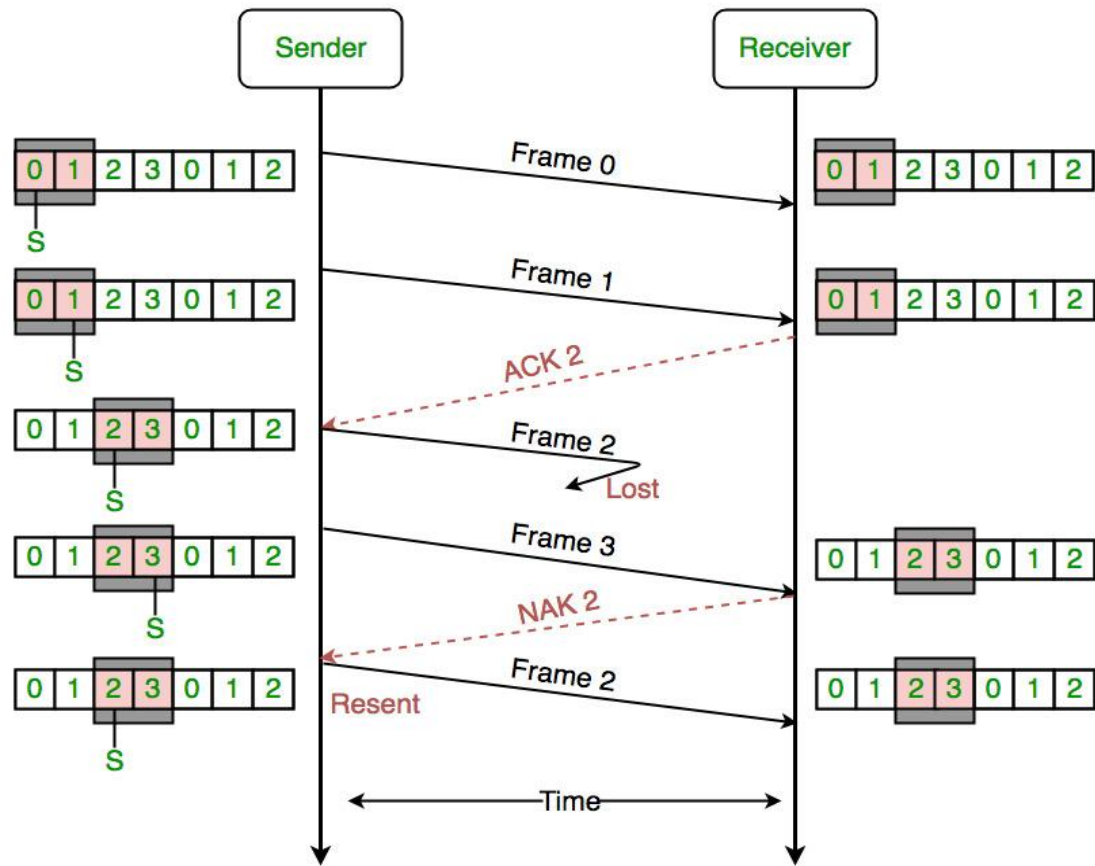 Sender
Receiver
0 1 2 3 0 1 2
Frame 0
0 1 2 3 0 1 2
S
0 1 2 3 0 1 2
Frame 1
0 1 2 3 0 1 2
S
ACK 2
0 1 2 3 0 1 2
Frame 2
Lost
S
0 1 2 3 0 1 2
Frame 3
0 1 2 3 0 1 2
NAK 2
S
0 1 2 3 0 1 2
Frame 2
0 1 2 3 0 1 2
Resent
S
Time